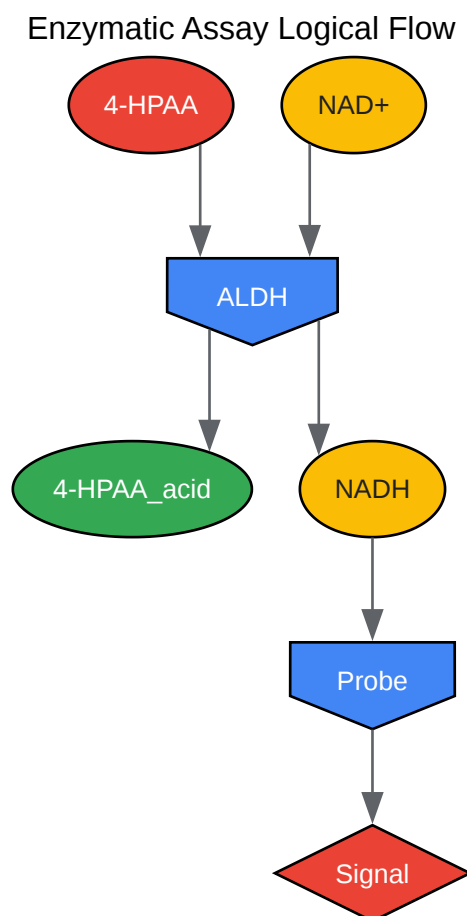 Enzymatic Assay Logical Flow
4-HPAA
NAD+
ALDH
4-HPAA_acid
NADH
Probe
Signal